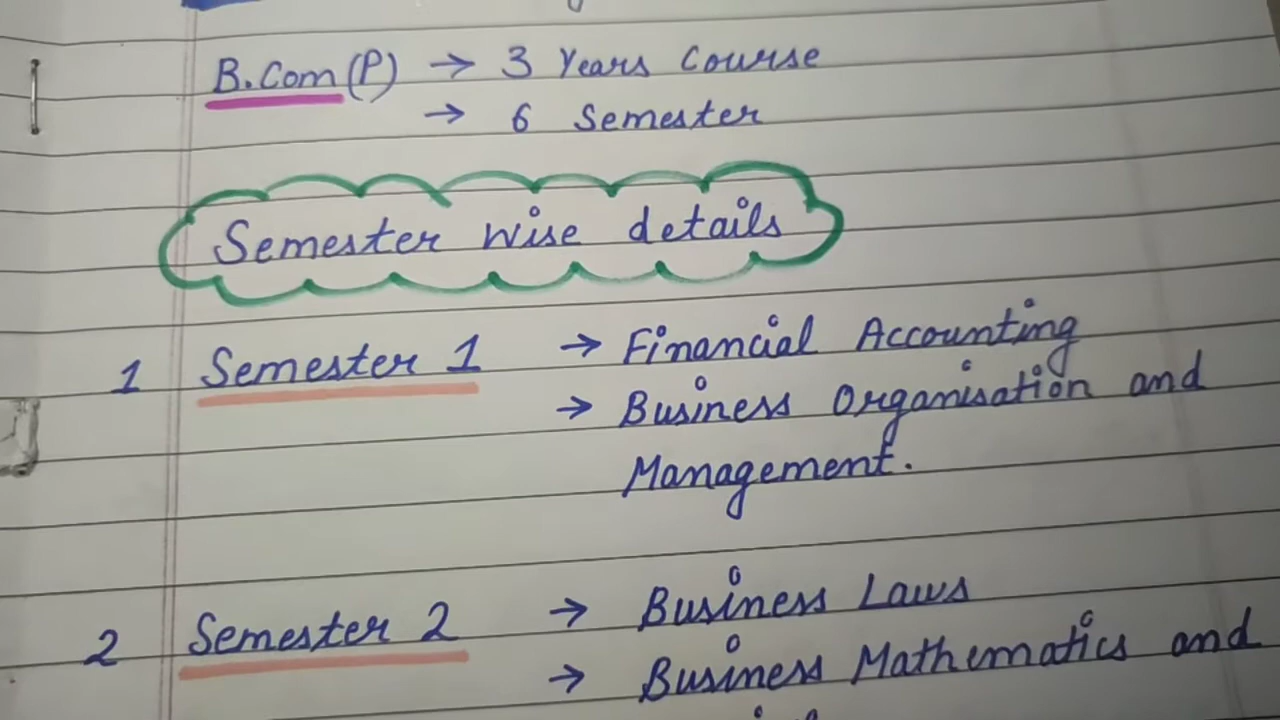 B.Com(P) → 3 Years Course
→ 6 Semester
Semester wise details
1 Semester 1 → Financial Accounting
→ Business Organisation and
Management.
2 Semester 2 → Business Laws
→ Business Mathematics and